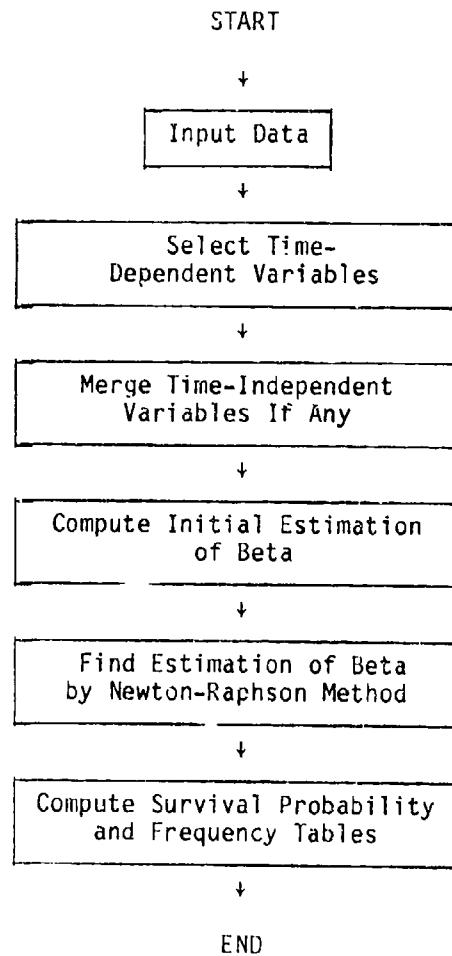 START
↓
Input Data
↓
Select Time-
Dependent Variables
↓
Merge Time-Independent
Variables If Any
↓
Compute Initial Estimation
of Beta
↓
Find Estimation of Beta
by Newton-Raphson Method
↓
Compute Survival Probability
and Frequency Tables
↓
END